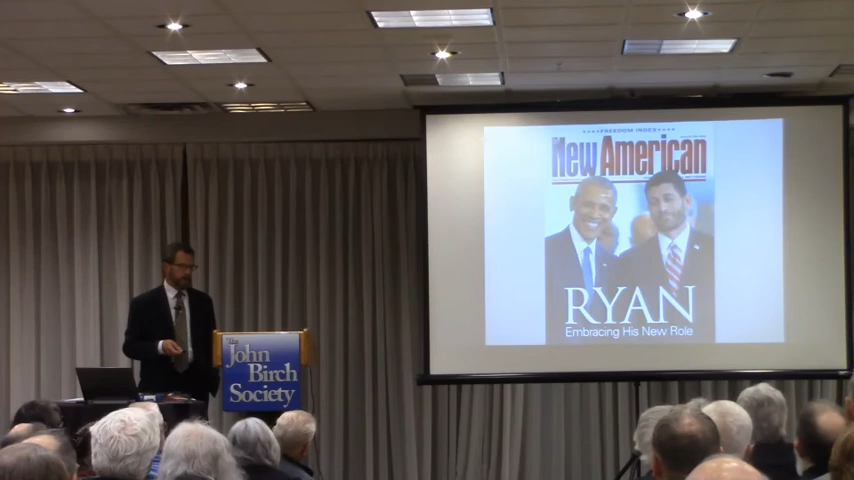 FREEDOM INDEX
New American
RYAN
Embracing His New Role
The
John
Birch
Society